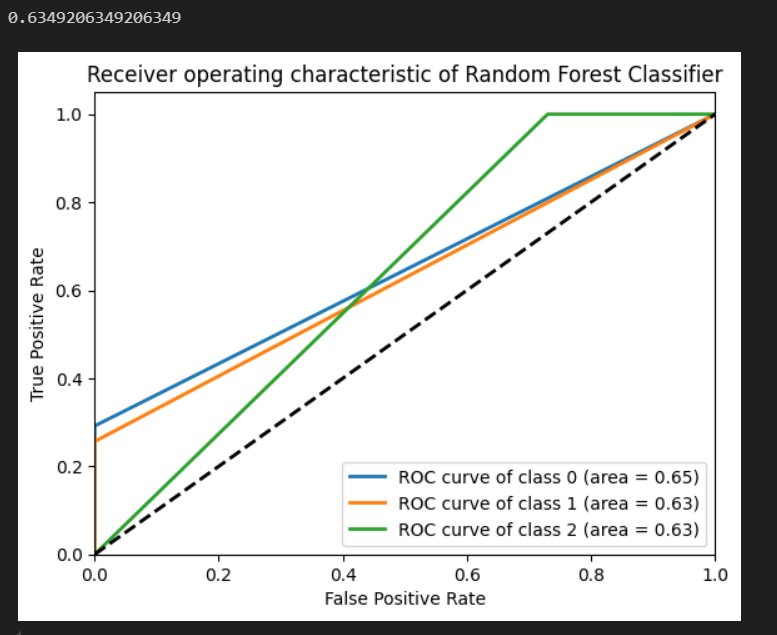 0.6349206349206349
Receiver operating characteristic of Random Forest Classifier
1.0
0.8
0.6
0.4
0.2
0.0
True Positive Rate
ROC curve of class 0 (area = 0.65)
ROC curve of class 1 (area = 0.63)
ROC curve of class 2 (area = 0.63)
0.0 0.2 0.4 0.6 0.8 1.0
False Positive Rate